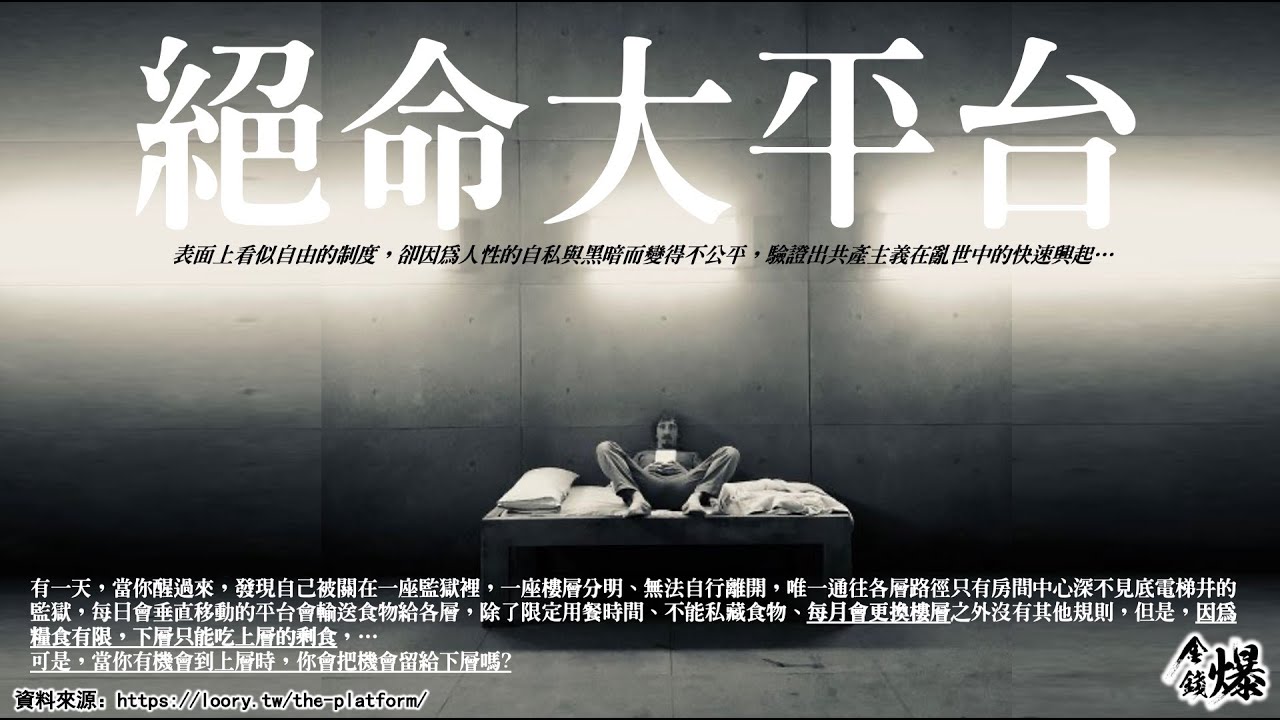 絕命大平台
表面上看似自由的制度，卻因為人性的自私與黑暗而變得不公平，驗證出共產主義在亂世中的快速興起…
有一天，當你醒過來，發現自己被關在一座監獄裡，一座樓層分明、無法自行離開，唯一通往各層路徑只有房間中心深不見底電梯井的
監獄，每日會垂直移動的平台會輸送食物給各層，除了限定用餐時間、不能私藏食物、每月會更換樓層之外沒有其他規則，但是，因為
糧食有限，下層只能吃上層的剩食，…
可是，當你有機會到上層時，你會把機會留給下層嗎?
金錢爆
資料來源：https://loory.tw/the-platform/